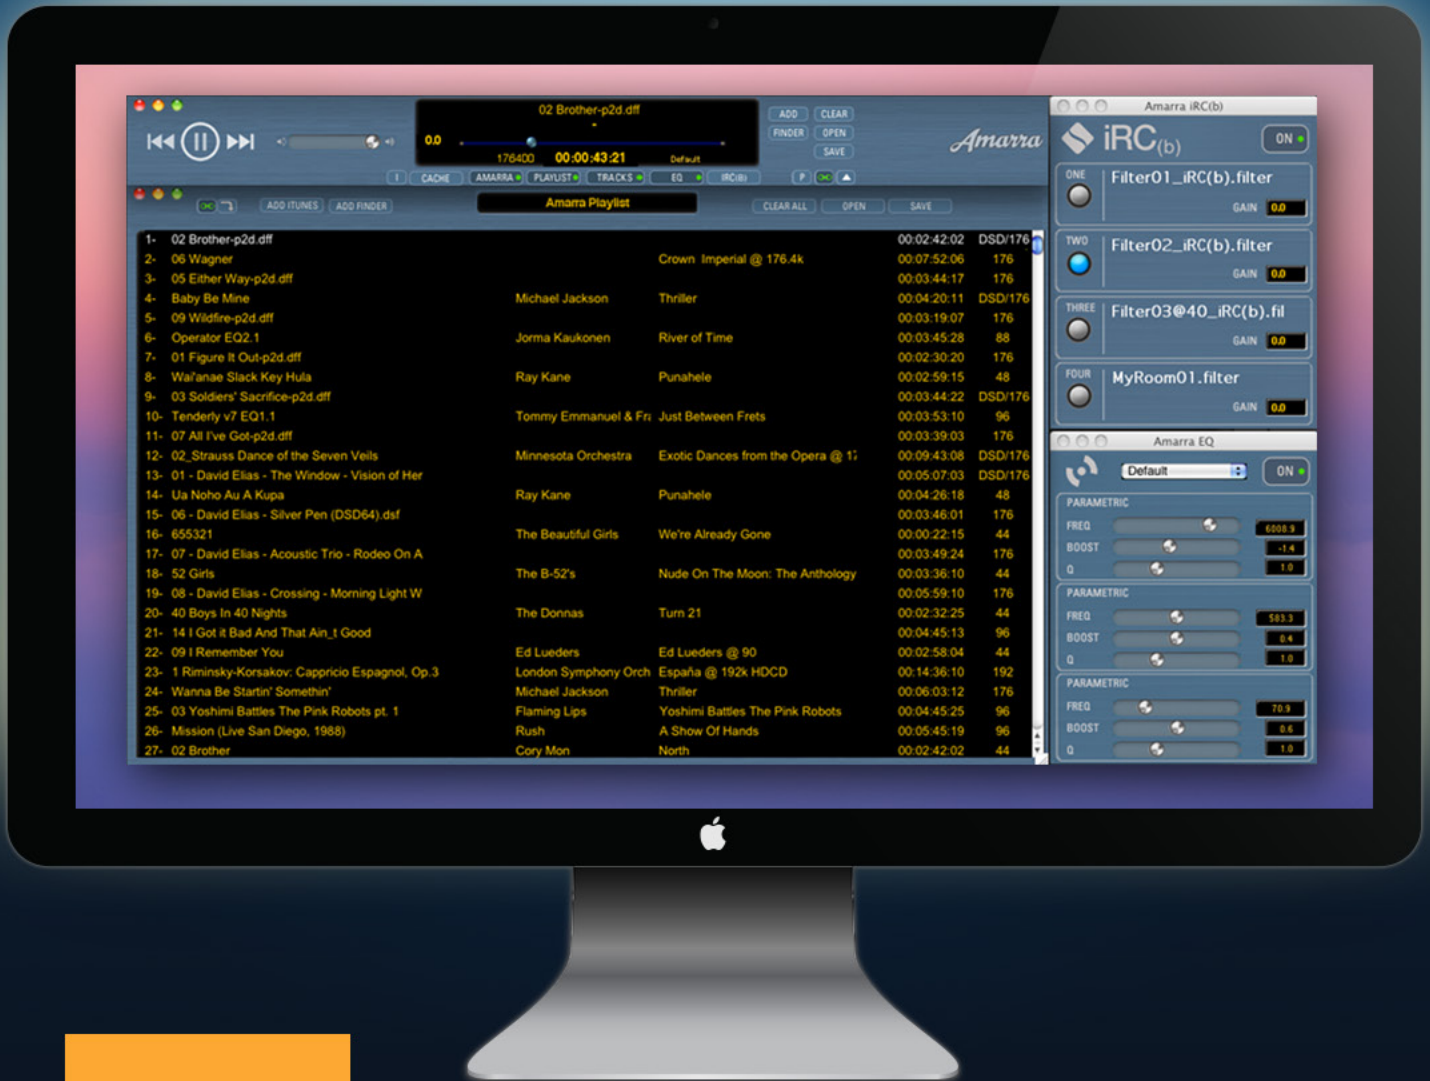 02 Brother-p2d.dff
0.0
176400 00:00:43:21 Default
ADD CLEAR
FINDER OPEN
SAVE
Amarra
I CACHE AMARRA PLAYLIST TRACKS EQ IRC(B) P
ADD ITUNES ADD FINDER Amarra Playlist CLEAR ALL OPEN SAVE
1- 02 Brother-p2d.dff 00:02:42:02 DSD/176
2- 06 Wagner Crown Imperial @ 176.4k 00:07:52:06 176
3- 05 Either Way-p2d.dff 00:03:44:17 176
4- Baby Be Mine Michael Jackson Thriller 00:04:20:11 DSD/176
5- 09 Wildfire-p2d.dff 00:03:19:07 176
6- Operator EQ2.1 Jorma Kaukonen River of Time 00:03:45:28 88
7- 01 Figure It Out-p2d.dff 00:02:30:20 176
8- Wai'anae Slack Key Hula Ray Kane Punahele 00:02:59:15 48
9- 03 Soldiers' Sacrifice-p2d.dff 00:03:44:22 DSD/176
10- Tenderly v7 EQ1.1 Tommy Emmanuel & Fra Just Between Frets 00:03:53:10 96
11- 07 All I've Got-p2d.dff 00:03:39:03 176
12- 02_Strauss Dance of the Seven Veils Minnesota Orchestra Exotic Dances from the Opera @ 17 00:09:43:08 DSD/176
13- 01 - David Elias - The Window - Vision of Her 00:05:07:03 DSD/176
14- Ua Noho Au A Kupa Ray Kane Punahele 00:04:26:18 48
15- 06 - David Elias - Silver Pen (DSD64).dsf 00:03:46:01 176
16- 655321 The Beautiful Girls We're Already Gone 00:00:22:15 44
17- 07 - David Elias - Acoustic Trio - Rodeo On A 00:03:49:24 176
18- 52 Girls The B-52's Nude On The Moon: The Anthology 00:03:36:10 44
19- 08 - David Elias - Crossing - Morning Light W 00:05:59:10 176
20- 40 Boys In 40 Nights The Donnas Turn 21 00:02:32:25 44
21- 14 I Got it Bad And That Ain_t Good 00:04:45:13 96
22- 09 I Remember You Ed Lueders Ed Lueders @ 90 00:02:58:04 44
23- 1 Riminsky-Korsakov: Cappricio Espagnol, Op.3 London Symphony Orch España @ 192k HDCD 00:14:36:10 192
24- Wanna Be Startin' Somethin' Michael Jackson Thriller 00:06:03:12 176
25- 03 Yoshimi Battles The Pink Robots pt. 1 Flaming Lips Yoshimi Battles The Pink Robots 00:04:45:25 96
26- Mission (Live San Diego, 1988) Rush A Show Of Hands 00:05:45:19 96
27- 02 Brother Cory Mon North 00:02:42:02 44
Amarra iRC(b)
iRC(b) ON
ONE Filter01_iRC(b).filter
GAIN 0.0
TWO Filter02_iRC(b).filter
GAIN 0.0
THREE Filter03@40_iRC(b).fil
GAIN 0.0
FOUR MyRoom01.filter
GAIN 0.0
Amarra EQ
Default ON
PARAMETRIC
FREQ 6008.9
BOOST -1.4
Q 1.0
PARAMETRIC
FREQ 583.3
BOOST 0.4
Q 1.0
PARAMETRIC
FREQ 70.9
BOOST 0.6
Q 1.0